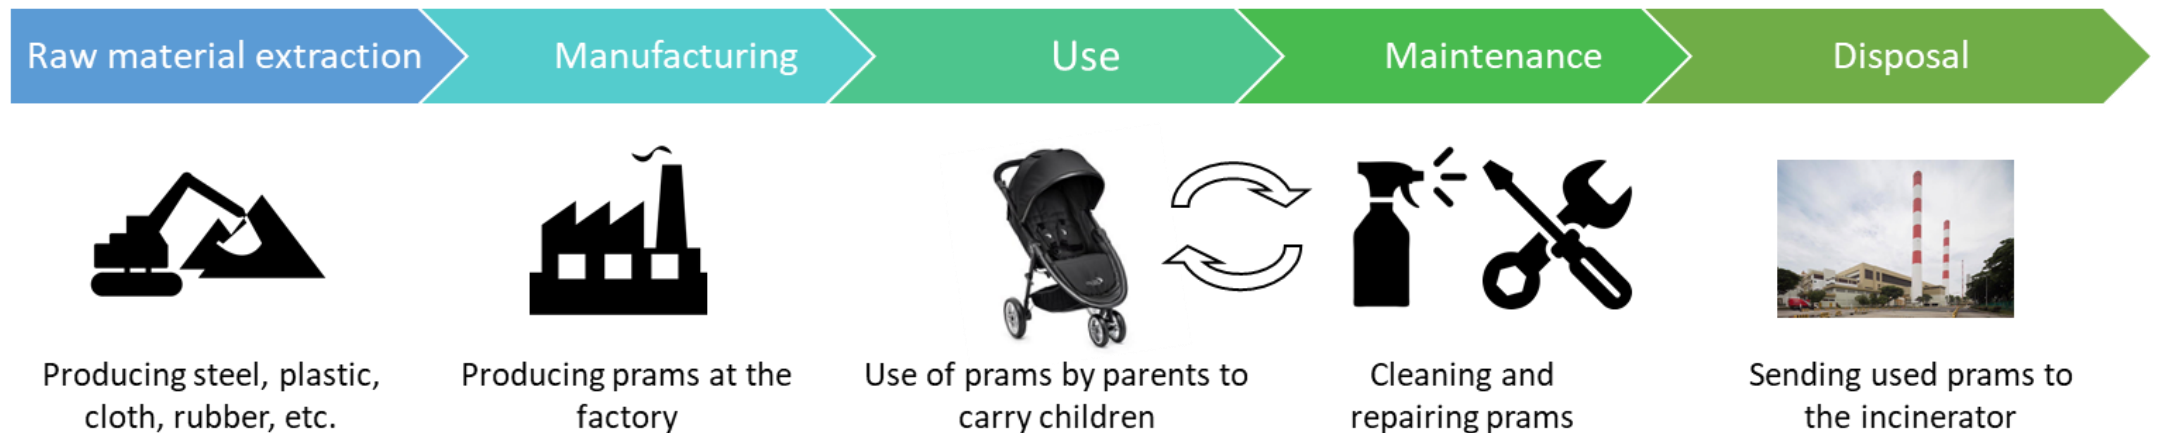 Raw material extraction
Manufacturing
Use
Maintenance
Disposal
Producing steel, plastic,
cloth, rubber, etc.
Producing prams at the
factory
Use of prams by parents to
carry children
Cleaning and
repairing prams
Sending used prams to
the incinerator